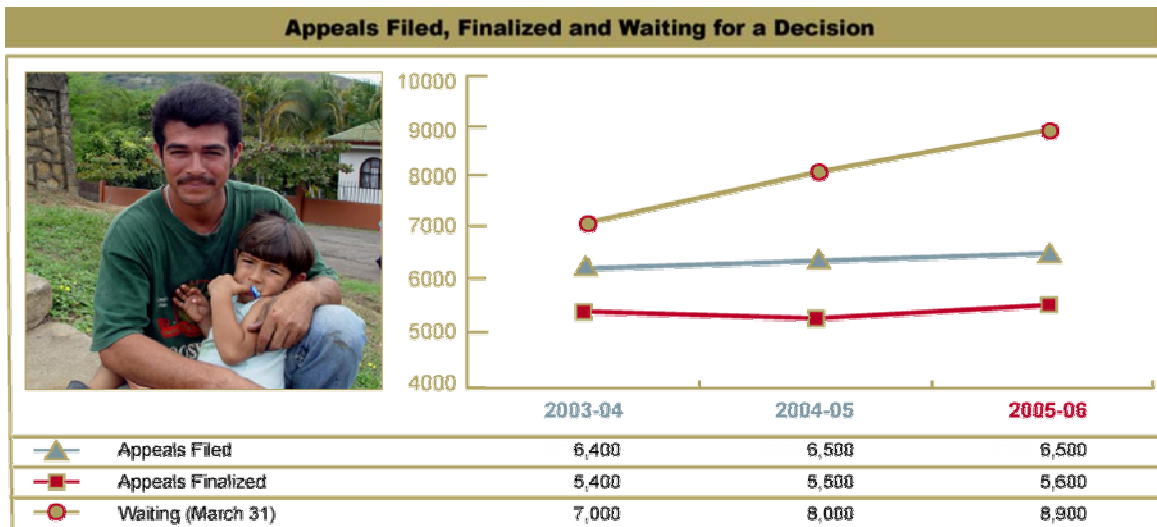 Appeals Filed, Finalized and Waiting for a Decision
10000
9000
8000
7000
6000
5000
4000
2003-04 2004-05 2005-06
Appeals Filed 6,400 6,500 6,500
Appeals Finalized 5,400 5,500 5,600
Waiting (March 31) 7,000 8,000 8,900